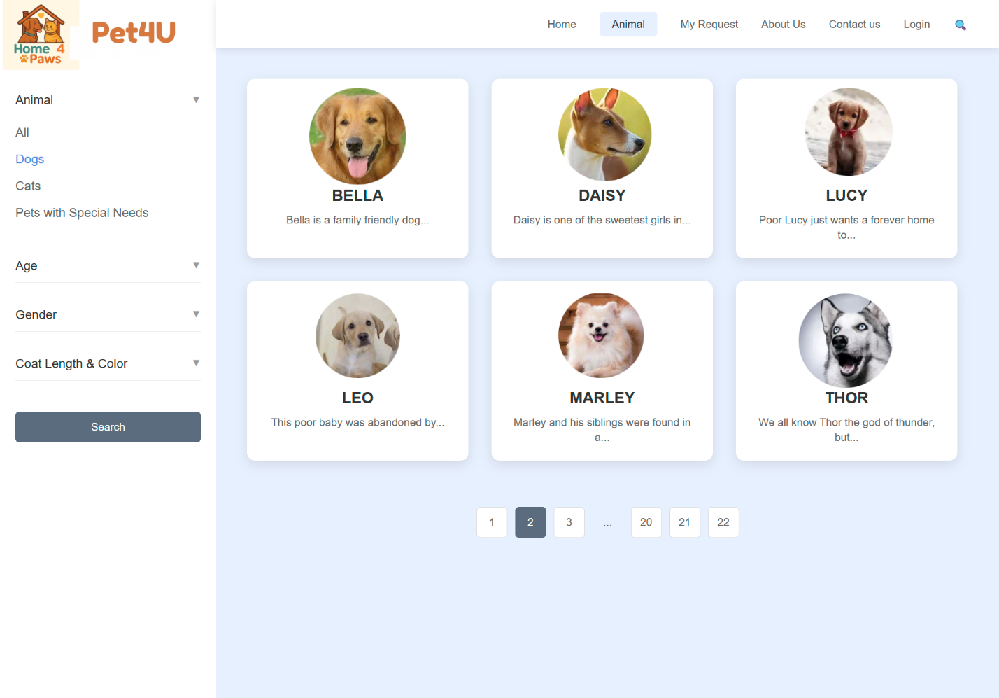 Home 4
Paws
Pet4U
Home
Animal
My Request
About Us
Contact us
Login
Animal
All
Dogs
Cats
Pets with Special Needs
Age
Gender
Coat Length & Color
Search
BELLA
Bella is a family friendly dog...
DAISY
Daisy is one of the sweetest girls in...
LUCY
Poor Lucy just wants a forever home
to...
LEO
This poor baby was abandoned by...
MARLEY
Marley and his siblings were found in
a...
THOR
We all know Thor the god of thunder,
but...
1 2 3 ... 20 21 22